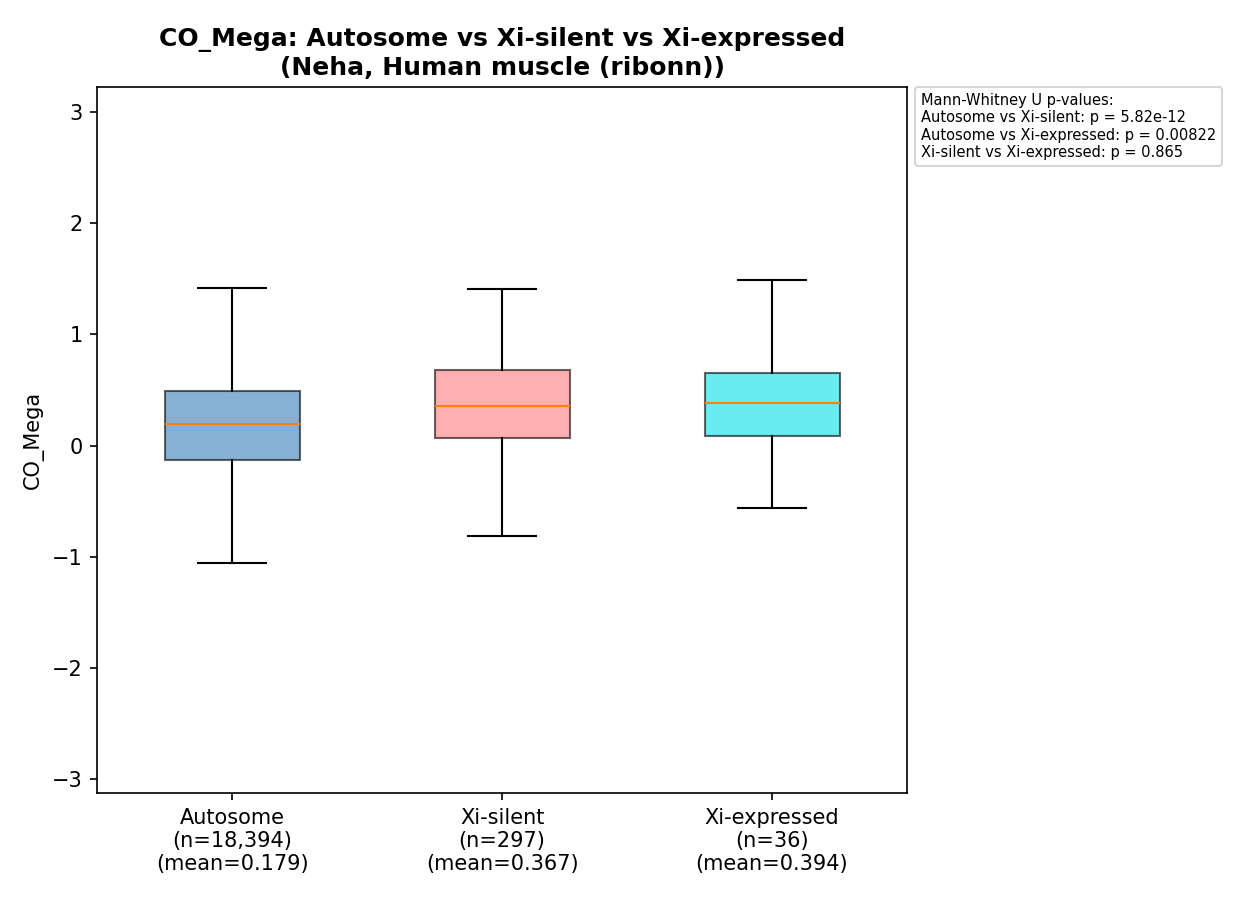 CO_Mega: Autosome vs Xi-silent vs Xi-expressed
(Neha, Human muscle (ribonn))
Mann-Whitney U p-values:
Autosome vs Xi-silent: p = 5.82e-12
Autosome vs Xi-expressed: p = 0.00822
Xi-silent vs Xi-expressed: p = 0.865
3
2
1
0
−1
−2
−3
CO_Mega
Autosome
(n=18,394)
(mean=0.179)
Xi-silent
(n=297)
(mean=0.367)
Xi-expressed
(n=36)
(mean=0.394)